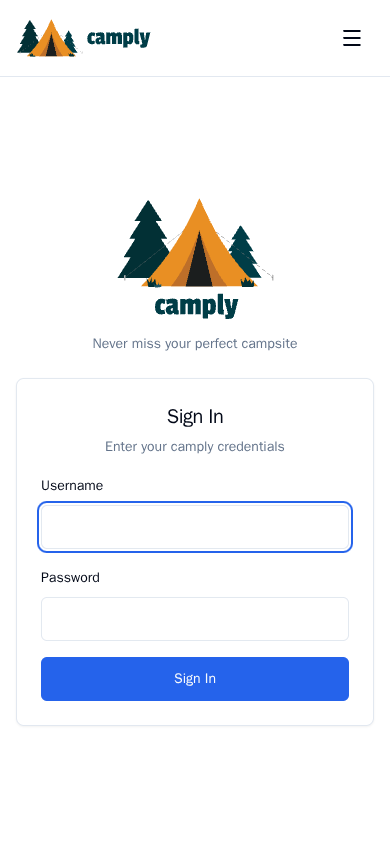 camply
camply
Never miss your perfect campsite
Sign In
Enter your camply credentials
Username
Password
Sign In